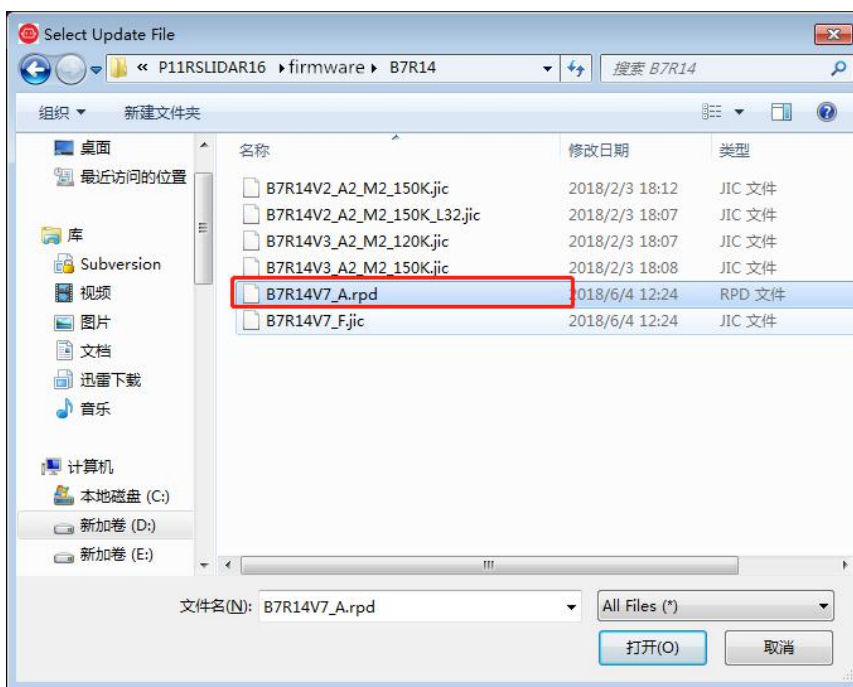 Select Update File
« P11RSLIDAR16 ▸ firmware ▸ B7R14
搜索 B7R14
组织 ▼ 新建文件夹
桌面
最近访问的位置
库
Subversion
视频
图片
文档
迅雷下载
音乐
计算机
本地磁盘 (C:)
新加卷 (D:)
新加卷 (E:)
名称 修改日期 类型
B7R14V2_A2_M2_150K.jic 2018/2/3 18:12 JIC 文件
B7R14V2_A2_M2_150K_L32.jic 2018/2/3 18:07 JIC 文件
B7R14V3_A2_M2_120K.jic 2018/2/3 18:07 JIC 文件
B7R14V3_A2_M2_150K.jic 2018/2/3 18:08 JIC 文件
B7R14V7_A.rpd 2018/6/4 12:24 RPD 文件
B7R14V7_F.jic 2018/6/4 12:24 JIC 文件
文件名(N): B7R14V7_A.rpd All Files (*)
打开(O) 取消